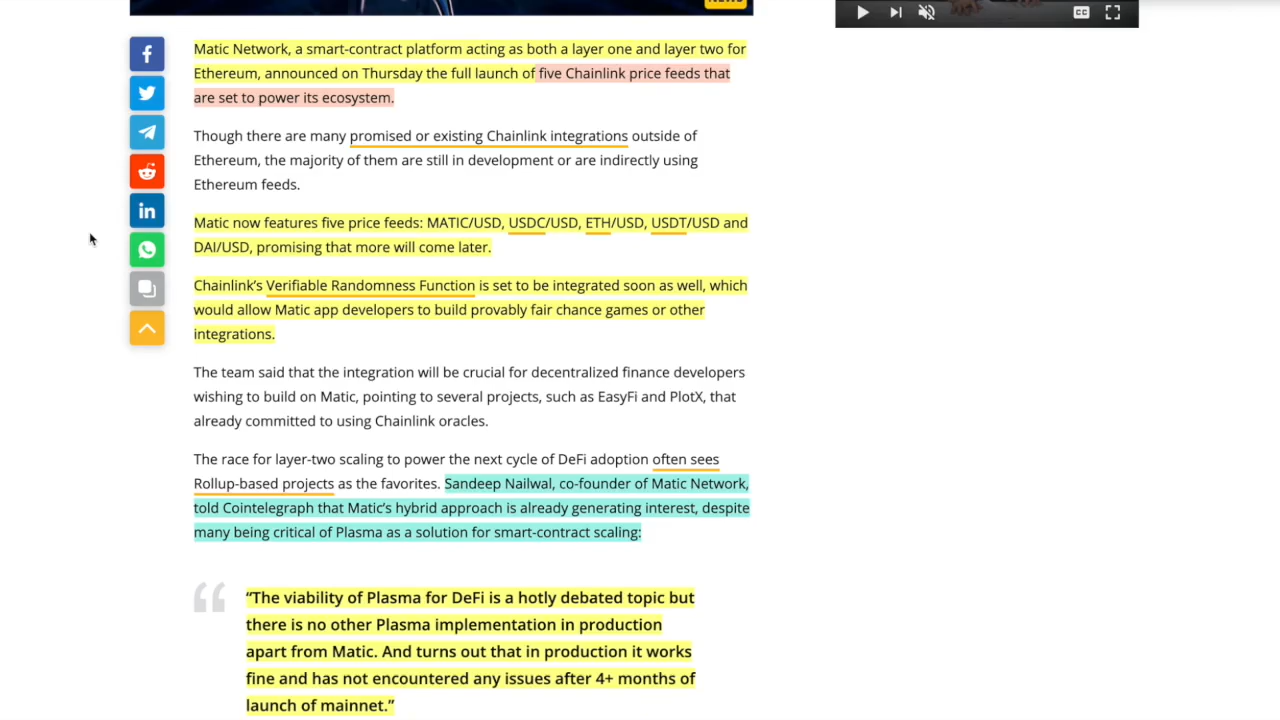 NEWS
CC
Matic Network, a smart-contract platform acting as both a layer one and layer two for
Ethereum, announced on Thursday the full launch of five Chainlink price feeds that
are set to power its ecosystem.
Though there are many promised or existing Chainlink integrations outside of
Ethereum, the majority of them are still in development or are indirectly using
Ethereum feeds.
Matic now features five price feeds: MATIC/USD, USDC/USD, ETH/USD, USDT/USD and
DAI/USD, promising that more will come later.
Chainlink’s Verifiable Randomness Function is set to be integrated soon as well, which
would allow Matic app developers to build provably fair chance games or other
integrations.
The team said that the integration will be crucial for decentralized finance developers
wishing to build on Matic, pointing to several projects, such as EasyFi and PlotX, that
already committed to using Chainlink oracles.
The race for layer-two scaling to power the next cycle of DeFi adoption often sees
Rollup-based projects as the favorites. Sandeep Nailwal, co-founder of Matic Network,
told Cointelegraph that Matic’s hybrid approach is already generating interest, despite
many being critical of Plasma as a solution for smart-contract scaling:
“The viability of Plasma for DeFi is a hotly debated topic but
there is no other Plasma implementation in production
apart from Matic. And turns out that in production it works
fine and has not encountered any issues after 4+ months of
launch of mainnet.”